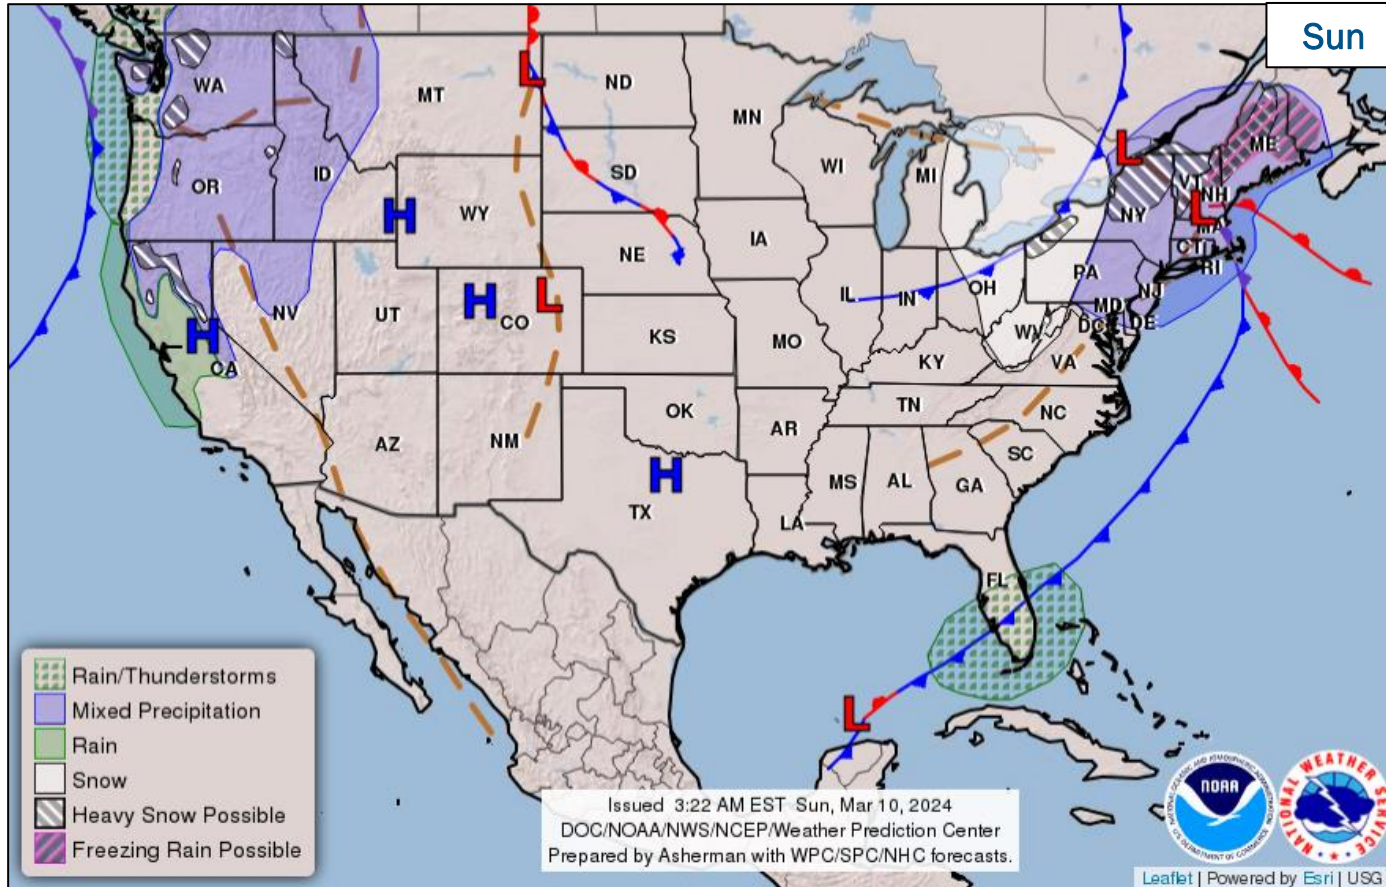 Sun
WA
MT
ND
MN
OR
ID
WY
SD
WI
MI
NY
VT
NH
ME
MA
CT
RI
NV
UT
CO
NE
IA
IL
IN
OH
PA
NJ
MD
DE
DC
WV
VA
CA
KS
MO
KY
AZ
NM
OK
AR
TN
NC
SC
TX
LA
MS
AL
GA
FL
L
L
L
H
H
L
H
H
L
Rain/Thunderstorms
Mixed Precipitation
Rain
Snow
Heavy Snow Possible
Freezing Rain Possible
Issued 3:22 AM EST Sun, Mar 10, 2024
DOC/NOAA/NWS/NCEP/Weather Prediction Center
Prepared by Asherman with WPC/SPC/NHC forecasts.
NOAA
NATIONAL WEATHER SERVICE
Leaflet | Powered by Esri | USG